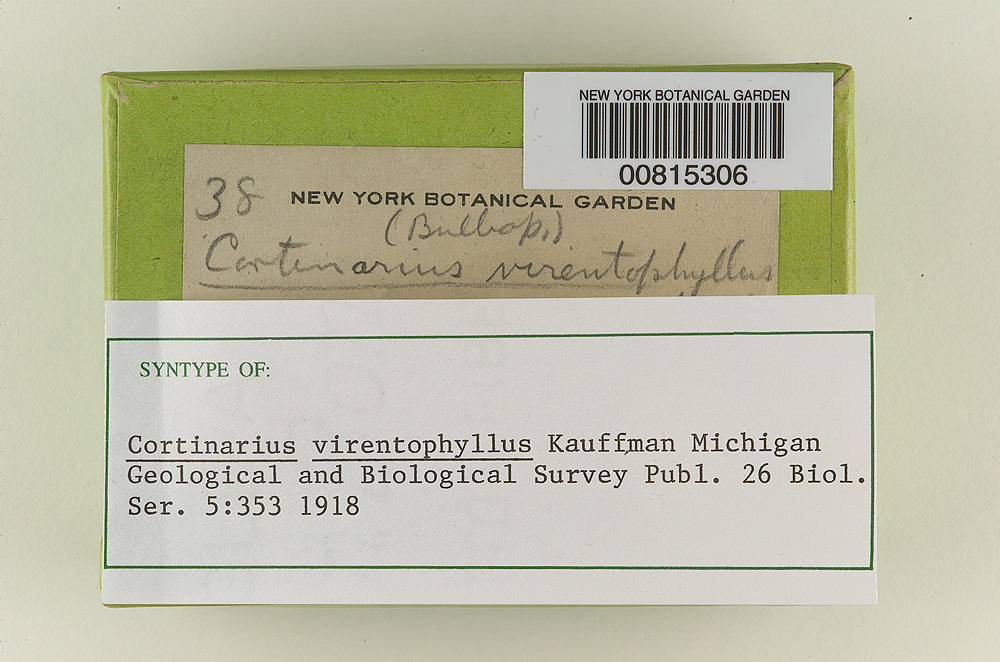 NEW YORK BOTANICAL GARDEN
00815306
38 NEW YORK BOTANICAL GARDEN
(Bulbop.)
Cortinarius virentophyllus
SYNTYPE OF:
Cortinarius virentophyllus Kauffman Michigan
Geological and Biological Survey Publ. 26 Biol.
Ser. 5:353 1918